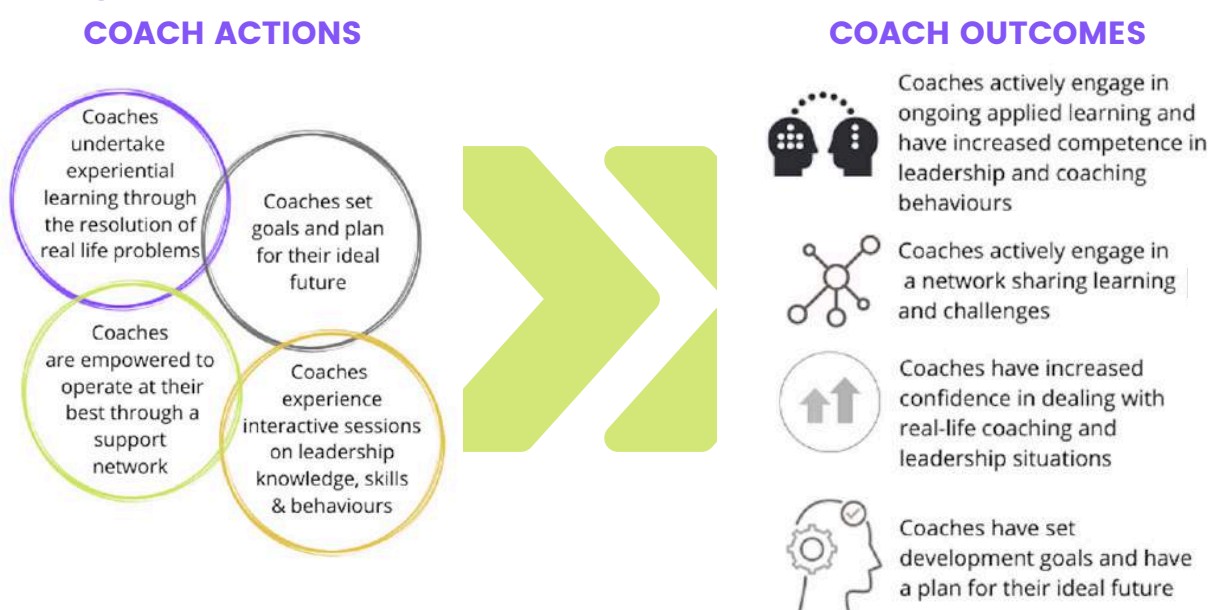 COACH ACTIONS
Coaches
undertake
experiential
learning through
the resolution of
real life problems
Coaches set
goals and plan
for their ideal
future
Coaches
are empowered to
operate at their
best through a
support
network
Coaches
experience
interactive sessions
on leadership
knowledge, skills
& behaviours
COACH OUTCOMES
Coaches actively engage in
ongoing applied learning and
have increased competence in
leadership and coaching
behaviours
Coaches actively engage in
a network sharing learning
and challenges
Coaches have increased
confidence in dealing with
real-life coaching and
leadership situations
Coaches have set
development goals and have
a plan for their ideal future